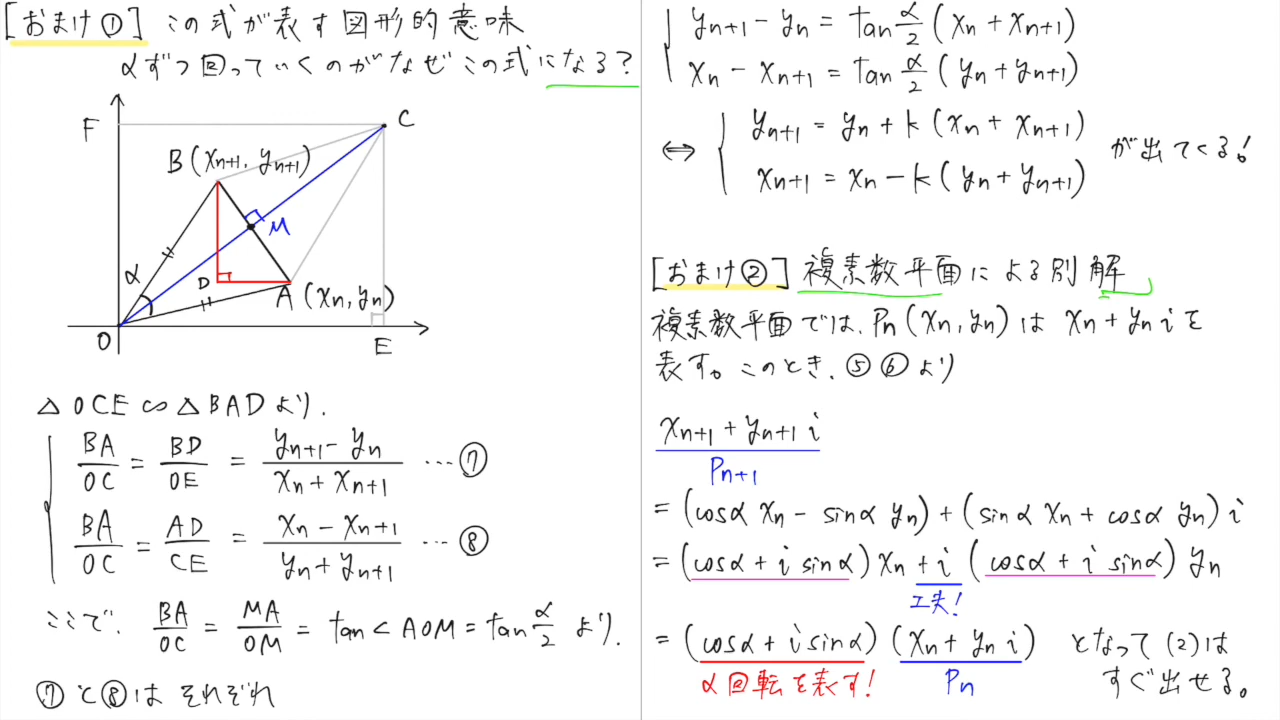 [おまけ①] この式が表す図形的意味
αずつ回っていくのがなぜこの式になる?
F
C
B(xn+1, yn+1)
M
α
D
A(xn, yn)
O
E
△OCE∽△BADより,
BA/OC = BD/OE = (yn+1 - yn)/(xn + xn+1) …⑦
BA/OC = AD/CE = (xn - xn+1)/(yn + yn+1) …⑧
ここで, BA/OC = MA/OM = tan<AOM = tan α/2 より,
⑦と⑧はそれぞれ
yn+1 - yn = tan α/2 (xn + xn+1)
xn - xn+1 = tan α/2 (yn + yn+1)
⇔ yn+1 = yn + k(xn + xn+1)
xn+1 = xn - k(yn + yn+1)
が出てくる!
[おまけ②] 複素数平面による別解
複素数平面では, Pn(xn, yn)は xn + yn i を
表す。このとき, ⑤⑥より
xn+1 + yn+1 i
Pn+1
= (cosα xn - sinα yn) + (sinα xn + cosα yn) i
= (cosα + i sinα) xn + i (cosα + i sinα) yn
工夫!
= (cosα + i sinα) (xn + yn i) となって (2)は
α回転を表す! Pn すぐ出せる。